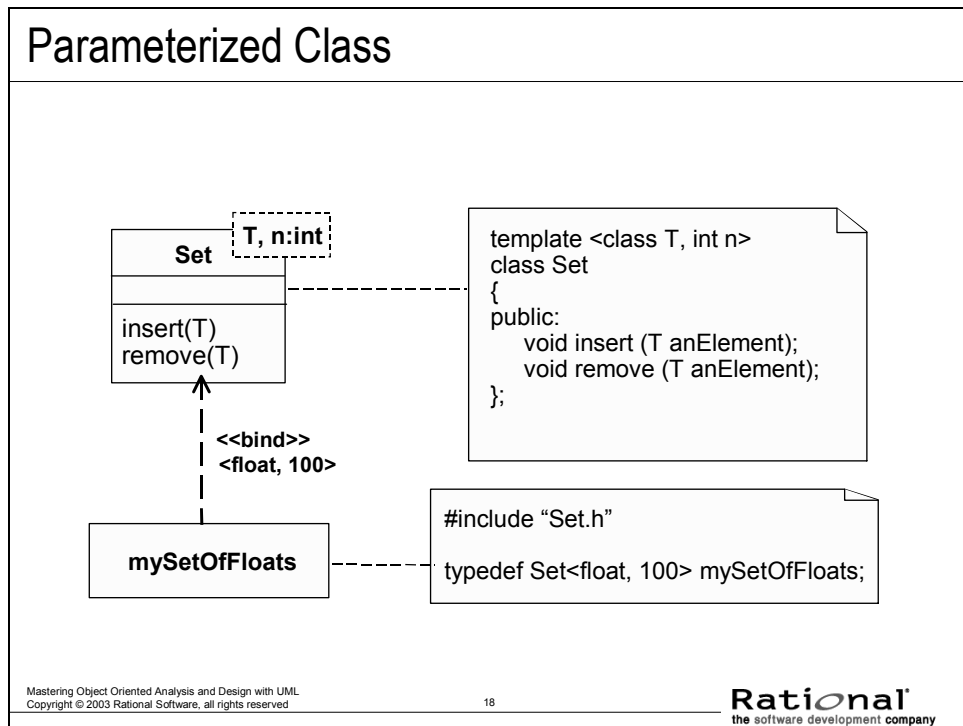 Parameterized Class
T, n:int
Set
insert(T)
remove(T)
template <class T, int n>
class Set
{
public:
void insert (T anElement);
void remove (T anElement);
};
<<bind>>
<float, 100>
mySetOfFloats
#include “Set.h”
typedef Set<float, 100> mySetOfFloats;
Mastering Object Oriented Analysis and Design with UML
Copyright © 2003 Rational Software, all rights reserved
18
Rational
the software development company